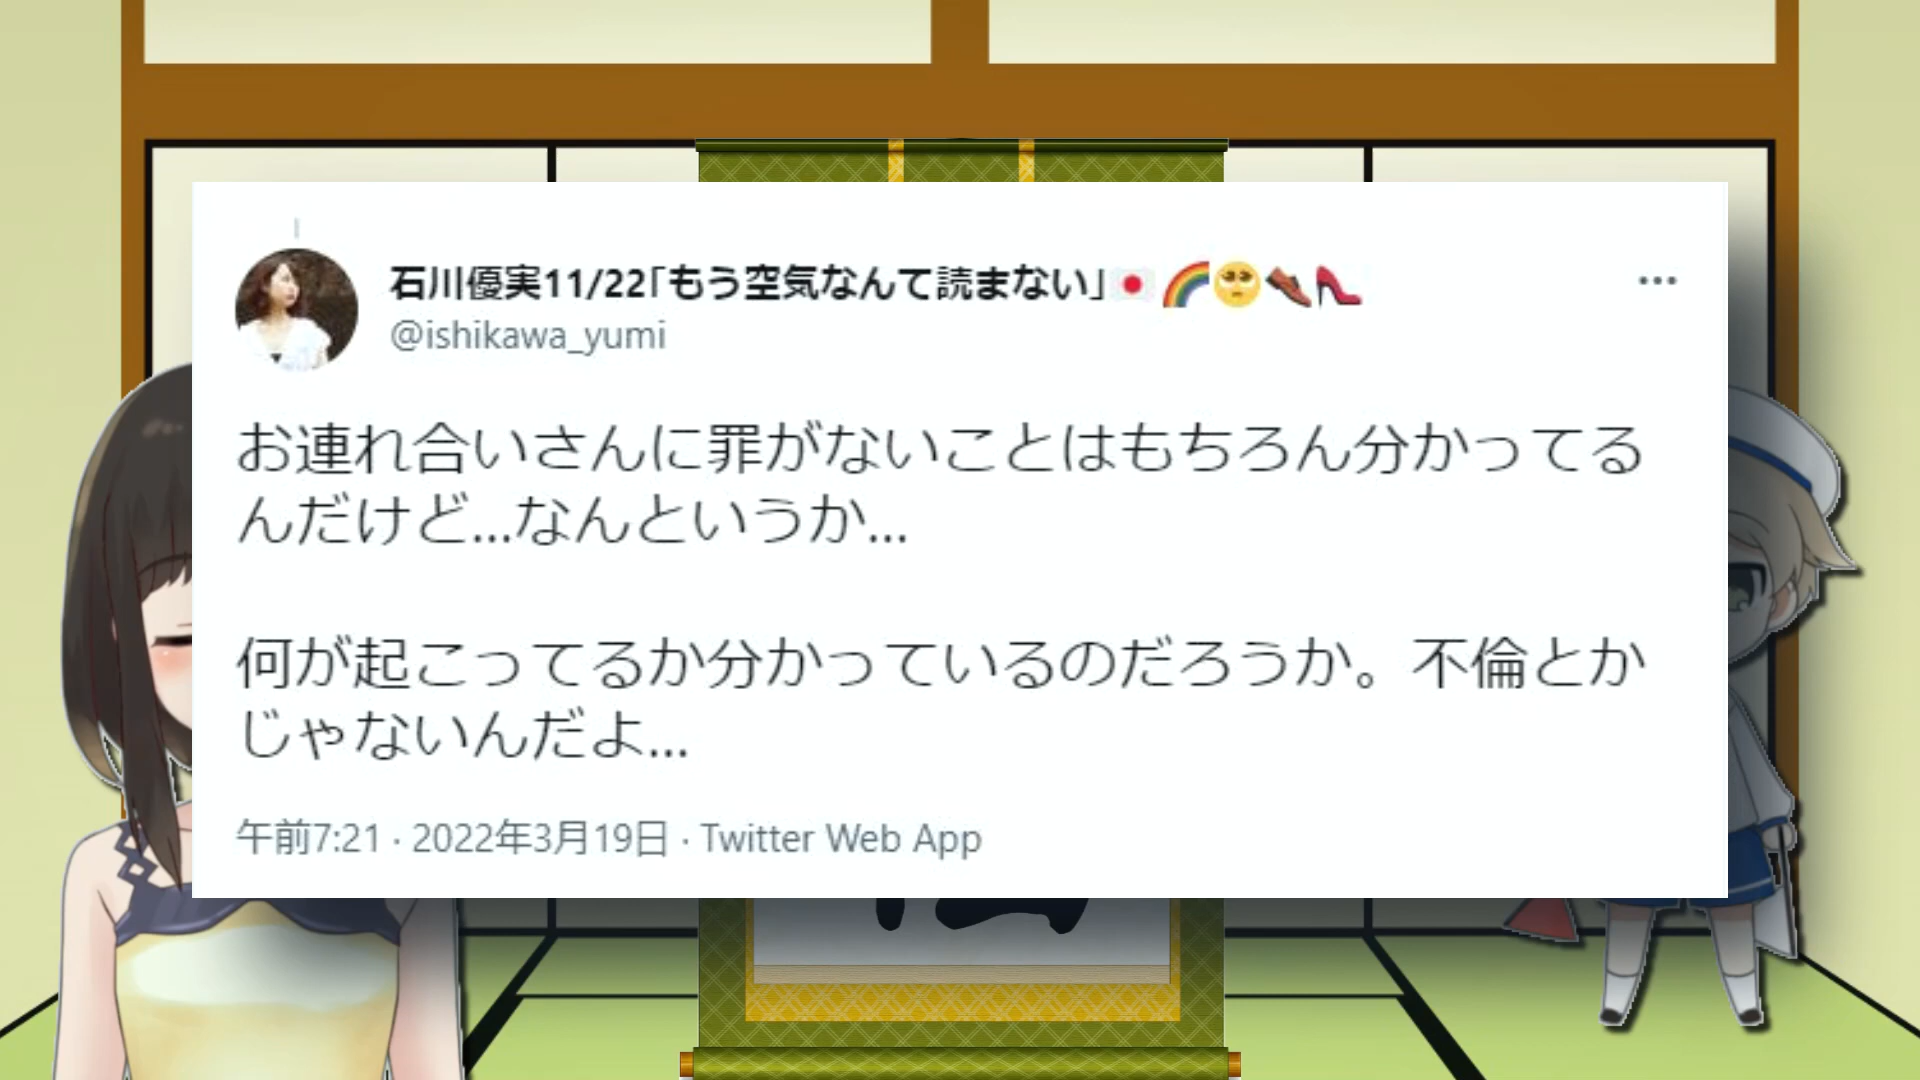 石川優実11/22「もう空気なんて読まない」🇯🇵🌈🥺👞👠
@ishikawa_yumi
お連れ合いさんに罪がないことはもちろん分かってる
んだけど...なんというか...
何が起こってるか分かっているのだろうか。不倫とか
じゃないんだよ...
午前7:21 · 2022年3月19日 · Twitter Web App